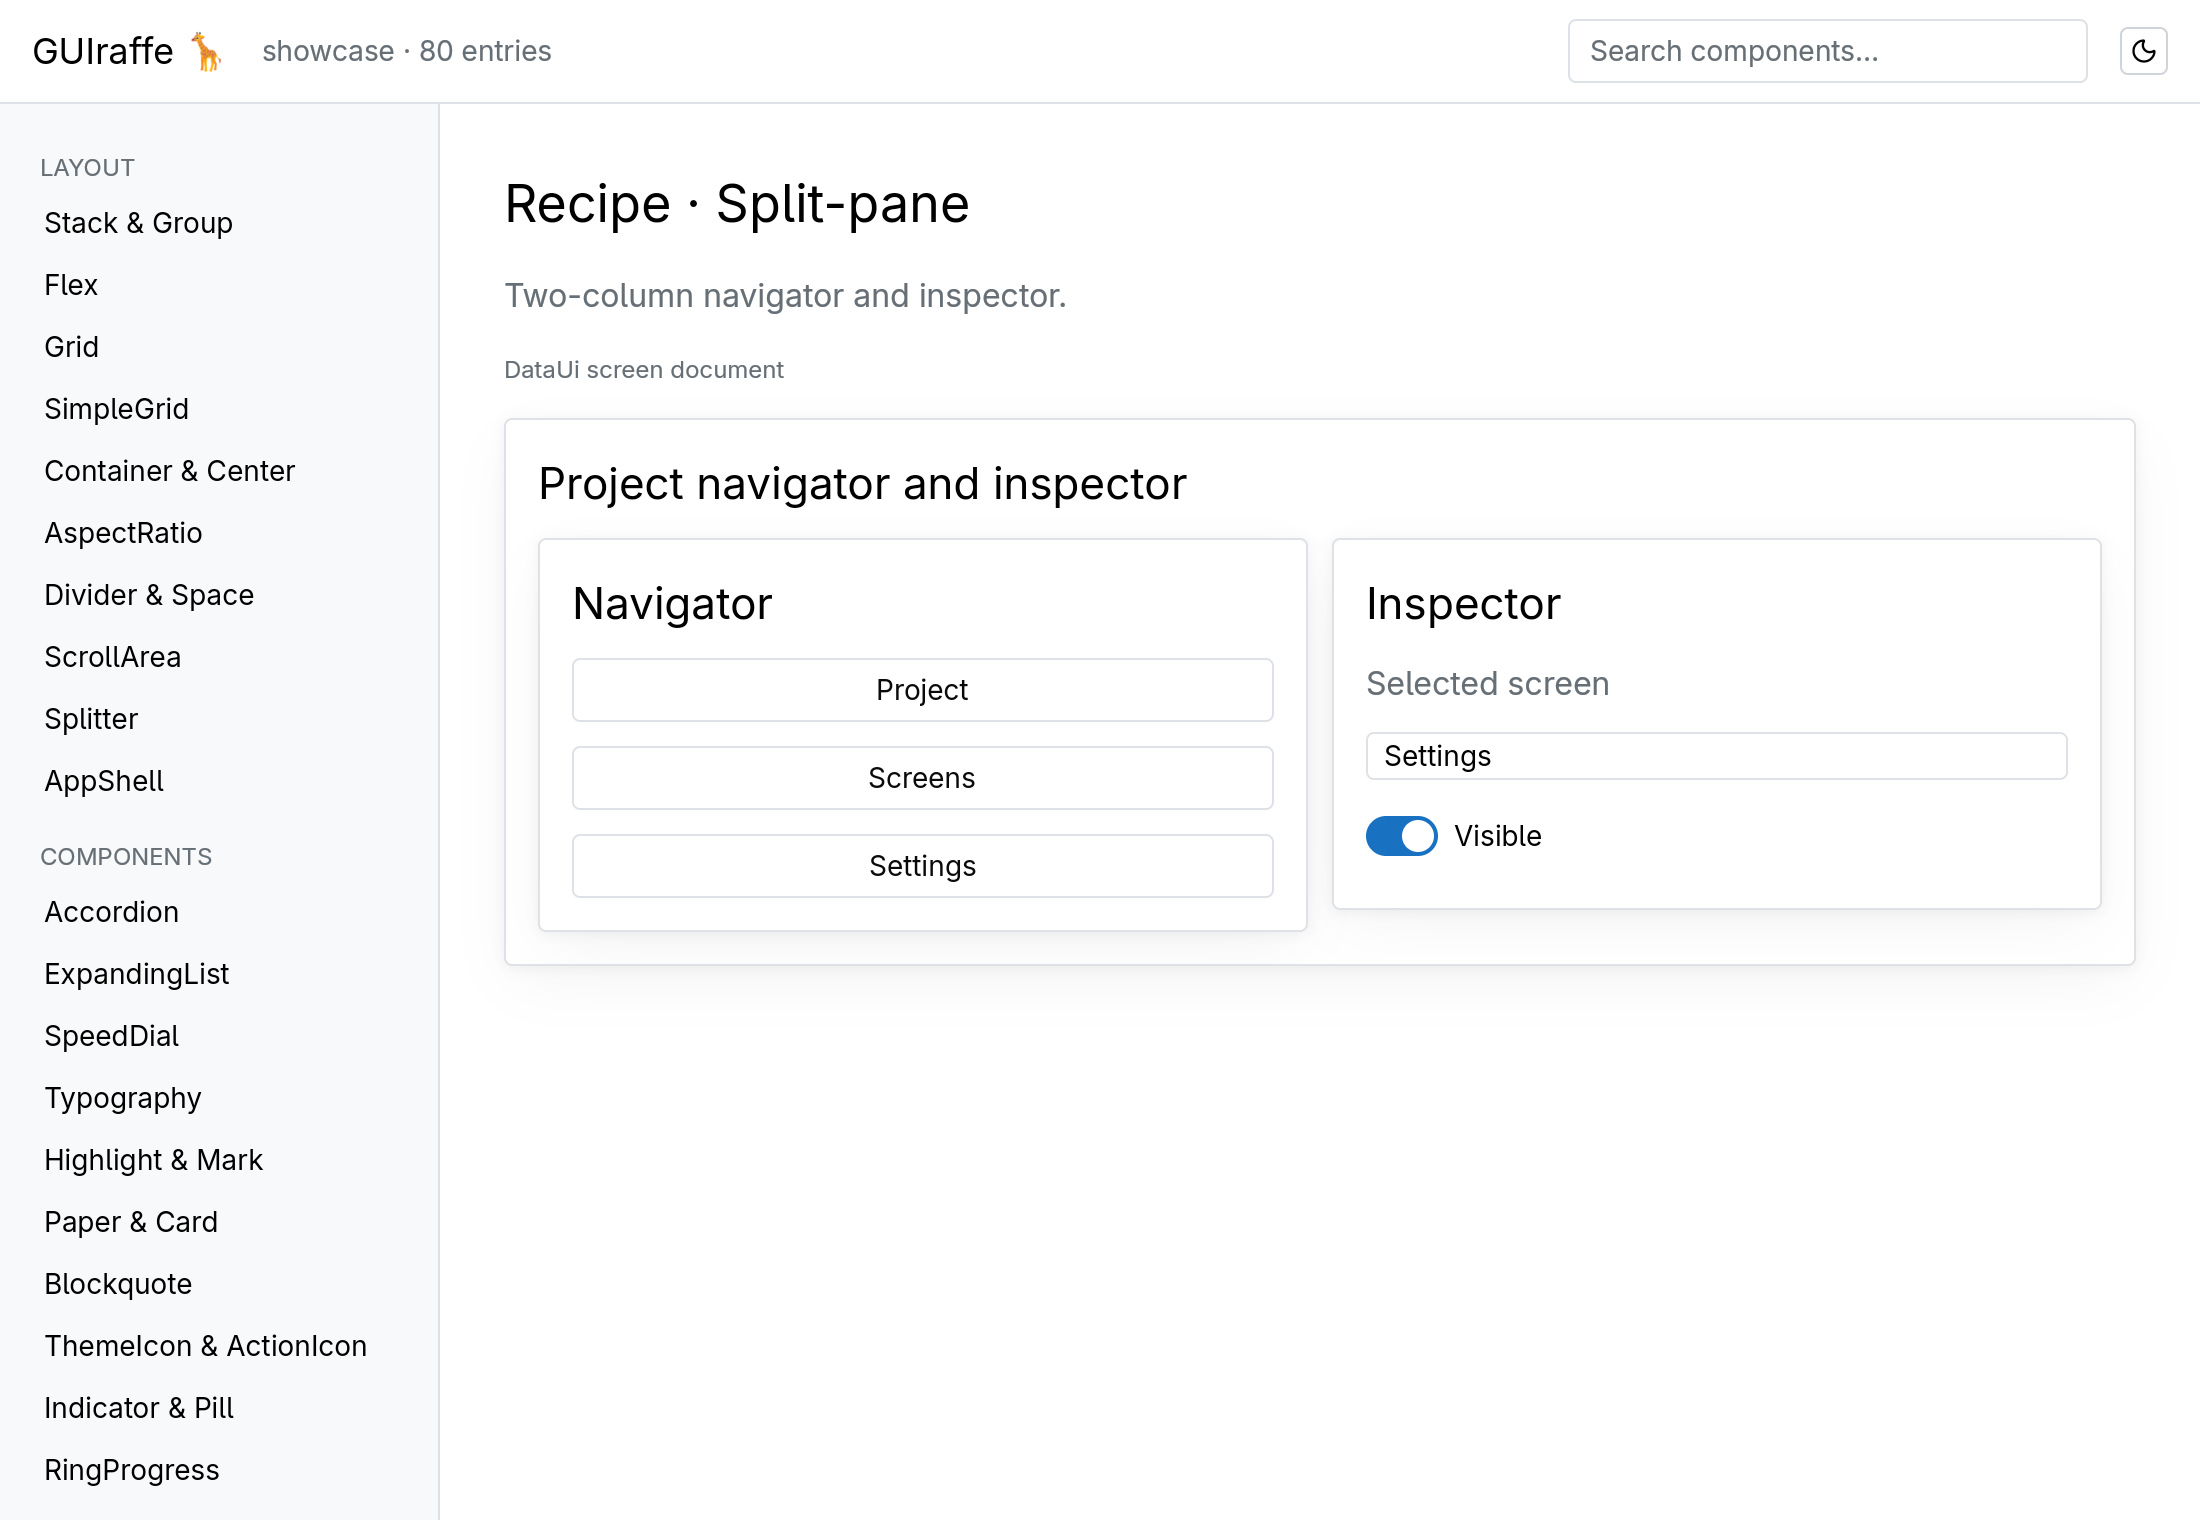 GUIraffe 🦒 showcase · 80 entries
Search components...
LAYOUT
Stack & Group
Flex
Grid
SimpleGrid
Container & Center
AspectRatio
Divider & Space
ScrollArea
Splitter
AppShell
COMPONENTS
Accordion
ExpandingList
SpeedDial
Typography
Highlight & Mark
Paper & Card
Blockquote
ThemeIcon & ActionIcon
Indicator & Pill
RingProgress
Recipe · Split-pane
Two-column navigator and inspector.
DataUi screen document
Project navigator and inspector
Navigator
Project
Screens
Settings
Inspector
Selected screen
Settings
Visible